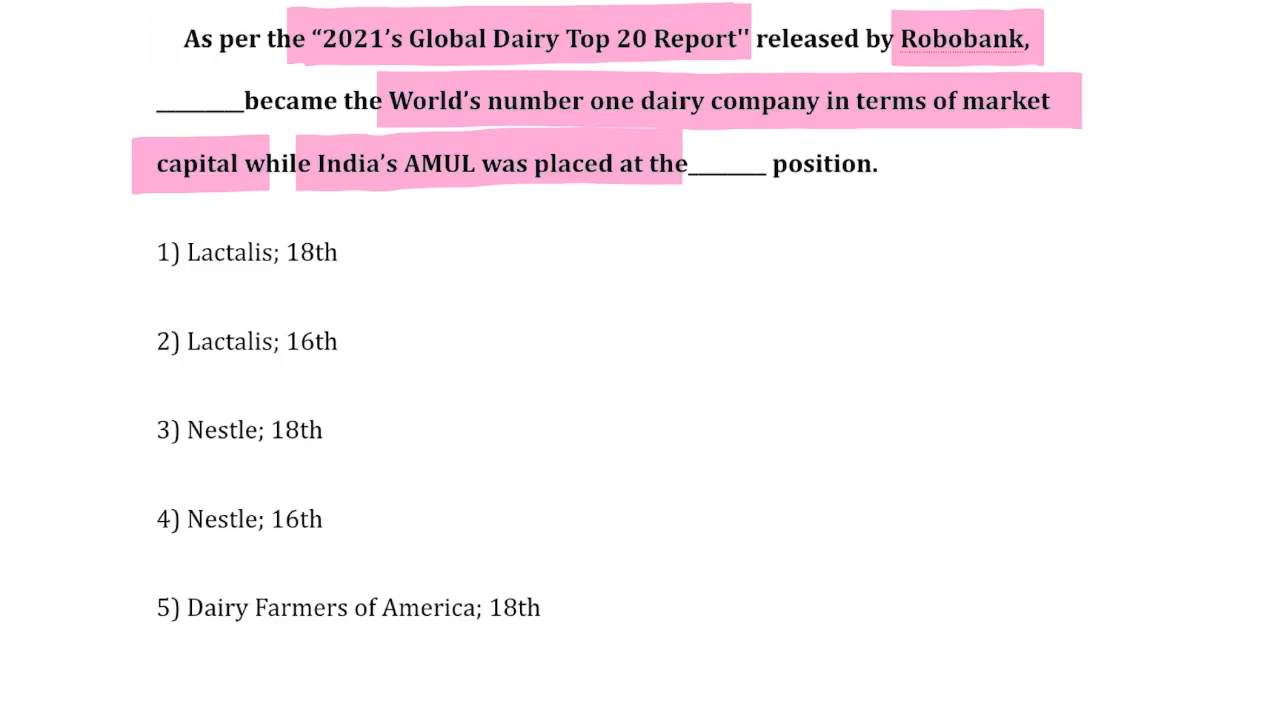 As per the “2021’s Global Dairy Top 20 Report'' released by Robobank,
_________became the World’s number one dairy company in terms of market
capital while India’s AMUL was placed at the________ position.
1) Lactalis; 18th
2) Lactalis; 16th
3) Nestle; 18th
4) Nestle; 16th
5) Dairy Farmers of America; 18th